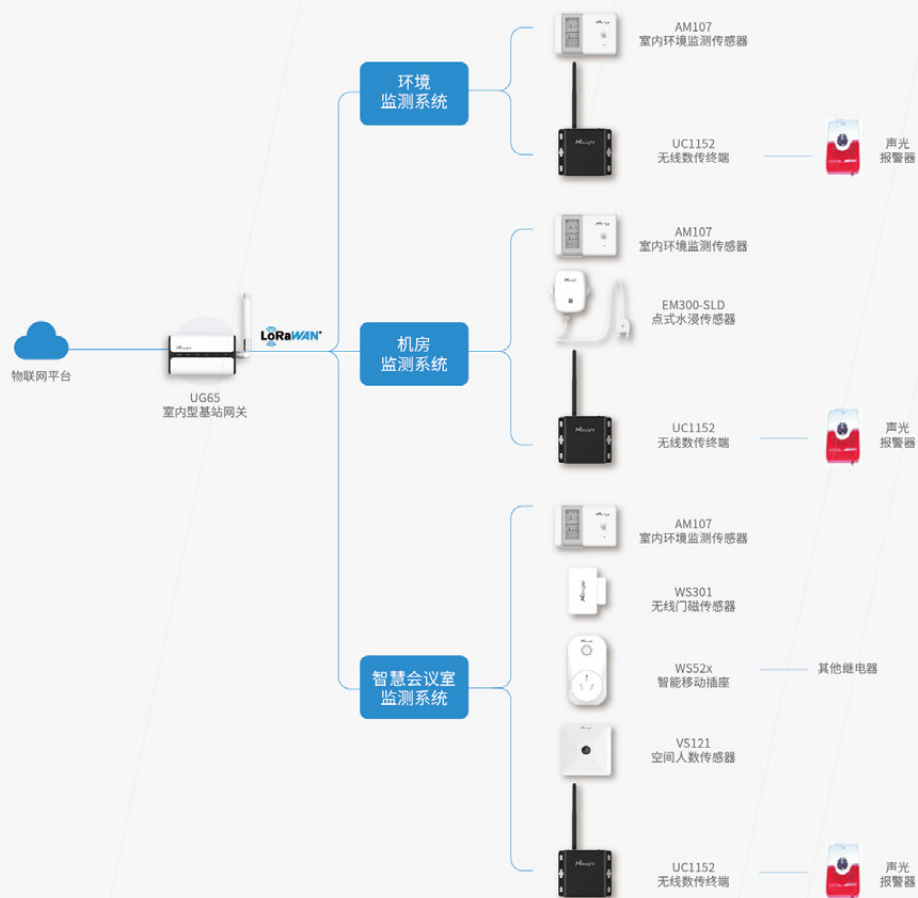 物联网平台
UG65
室内型基站网关
LoRaWAN®
环境
监测系统
AM107
室内环境监测传感器
UC1152
无线数传终端
声光
报警器
机房
监测系统
AM107
室内环境监测传感器
EM300-SLD
点式水浸传感器
UC1152
无线数传终端
声光
报警器
智慧会议室
监测系统
AM107
室内环境监测传感器
WS301
无线门磁传感器
WS52x
智能移动插座
其他继电器
VS121
空间人数传感器
UC1152
无线数传终端
声光
报警器